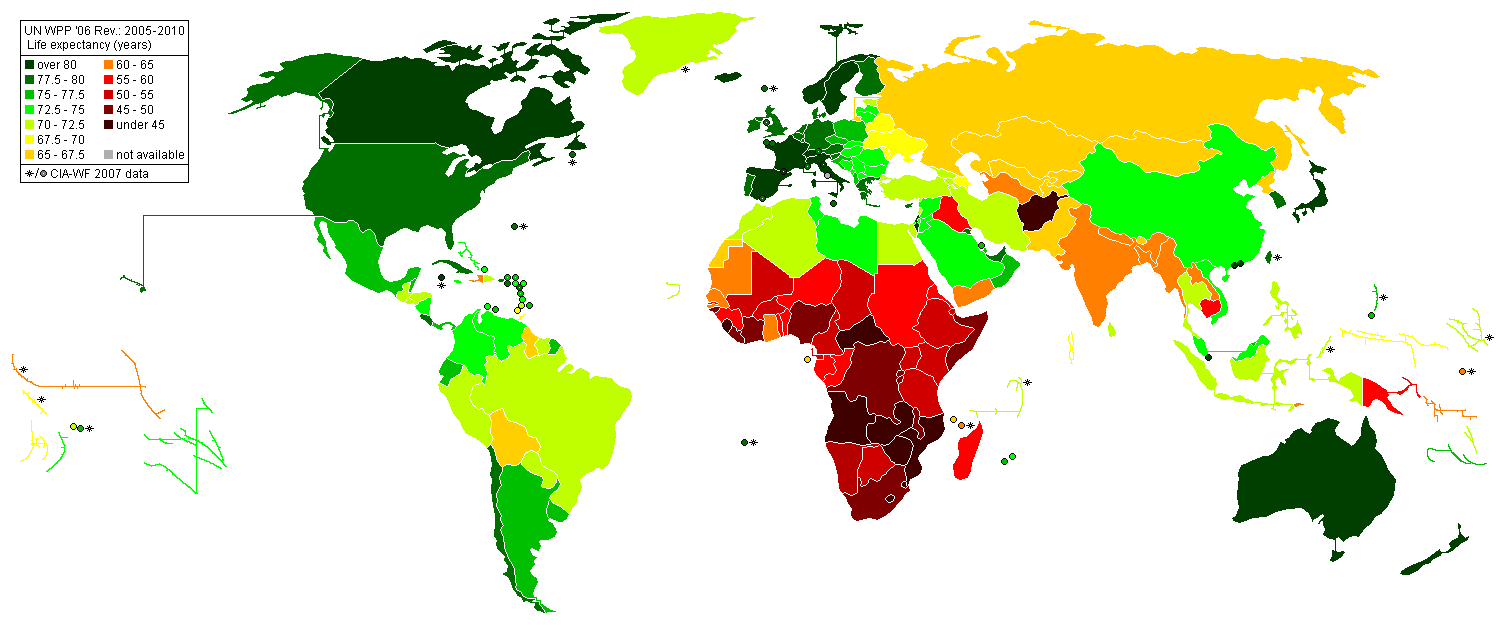 UN WPP '06 Rev.: 2005-2010
Life expectancy (years)
over 80
77.5 - 80
75 - 77.5
72.5 - 75
70 - 72.5
67.5 - 70
65 - 67.5
60 - 65
55 - 60
50 - 55
45 - 50
under 45
not available
✳/● CIA-WF 2007 data